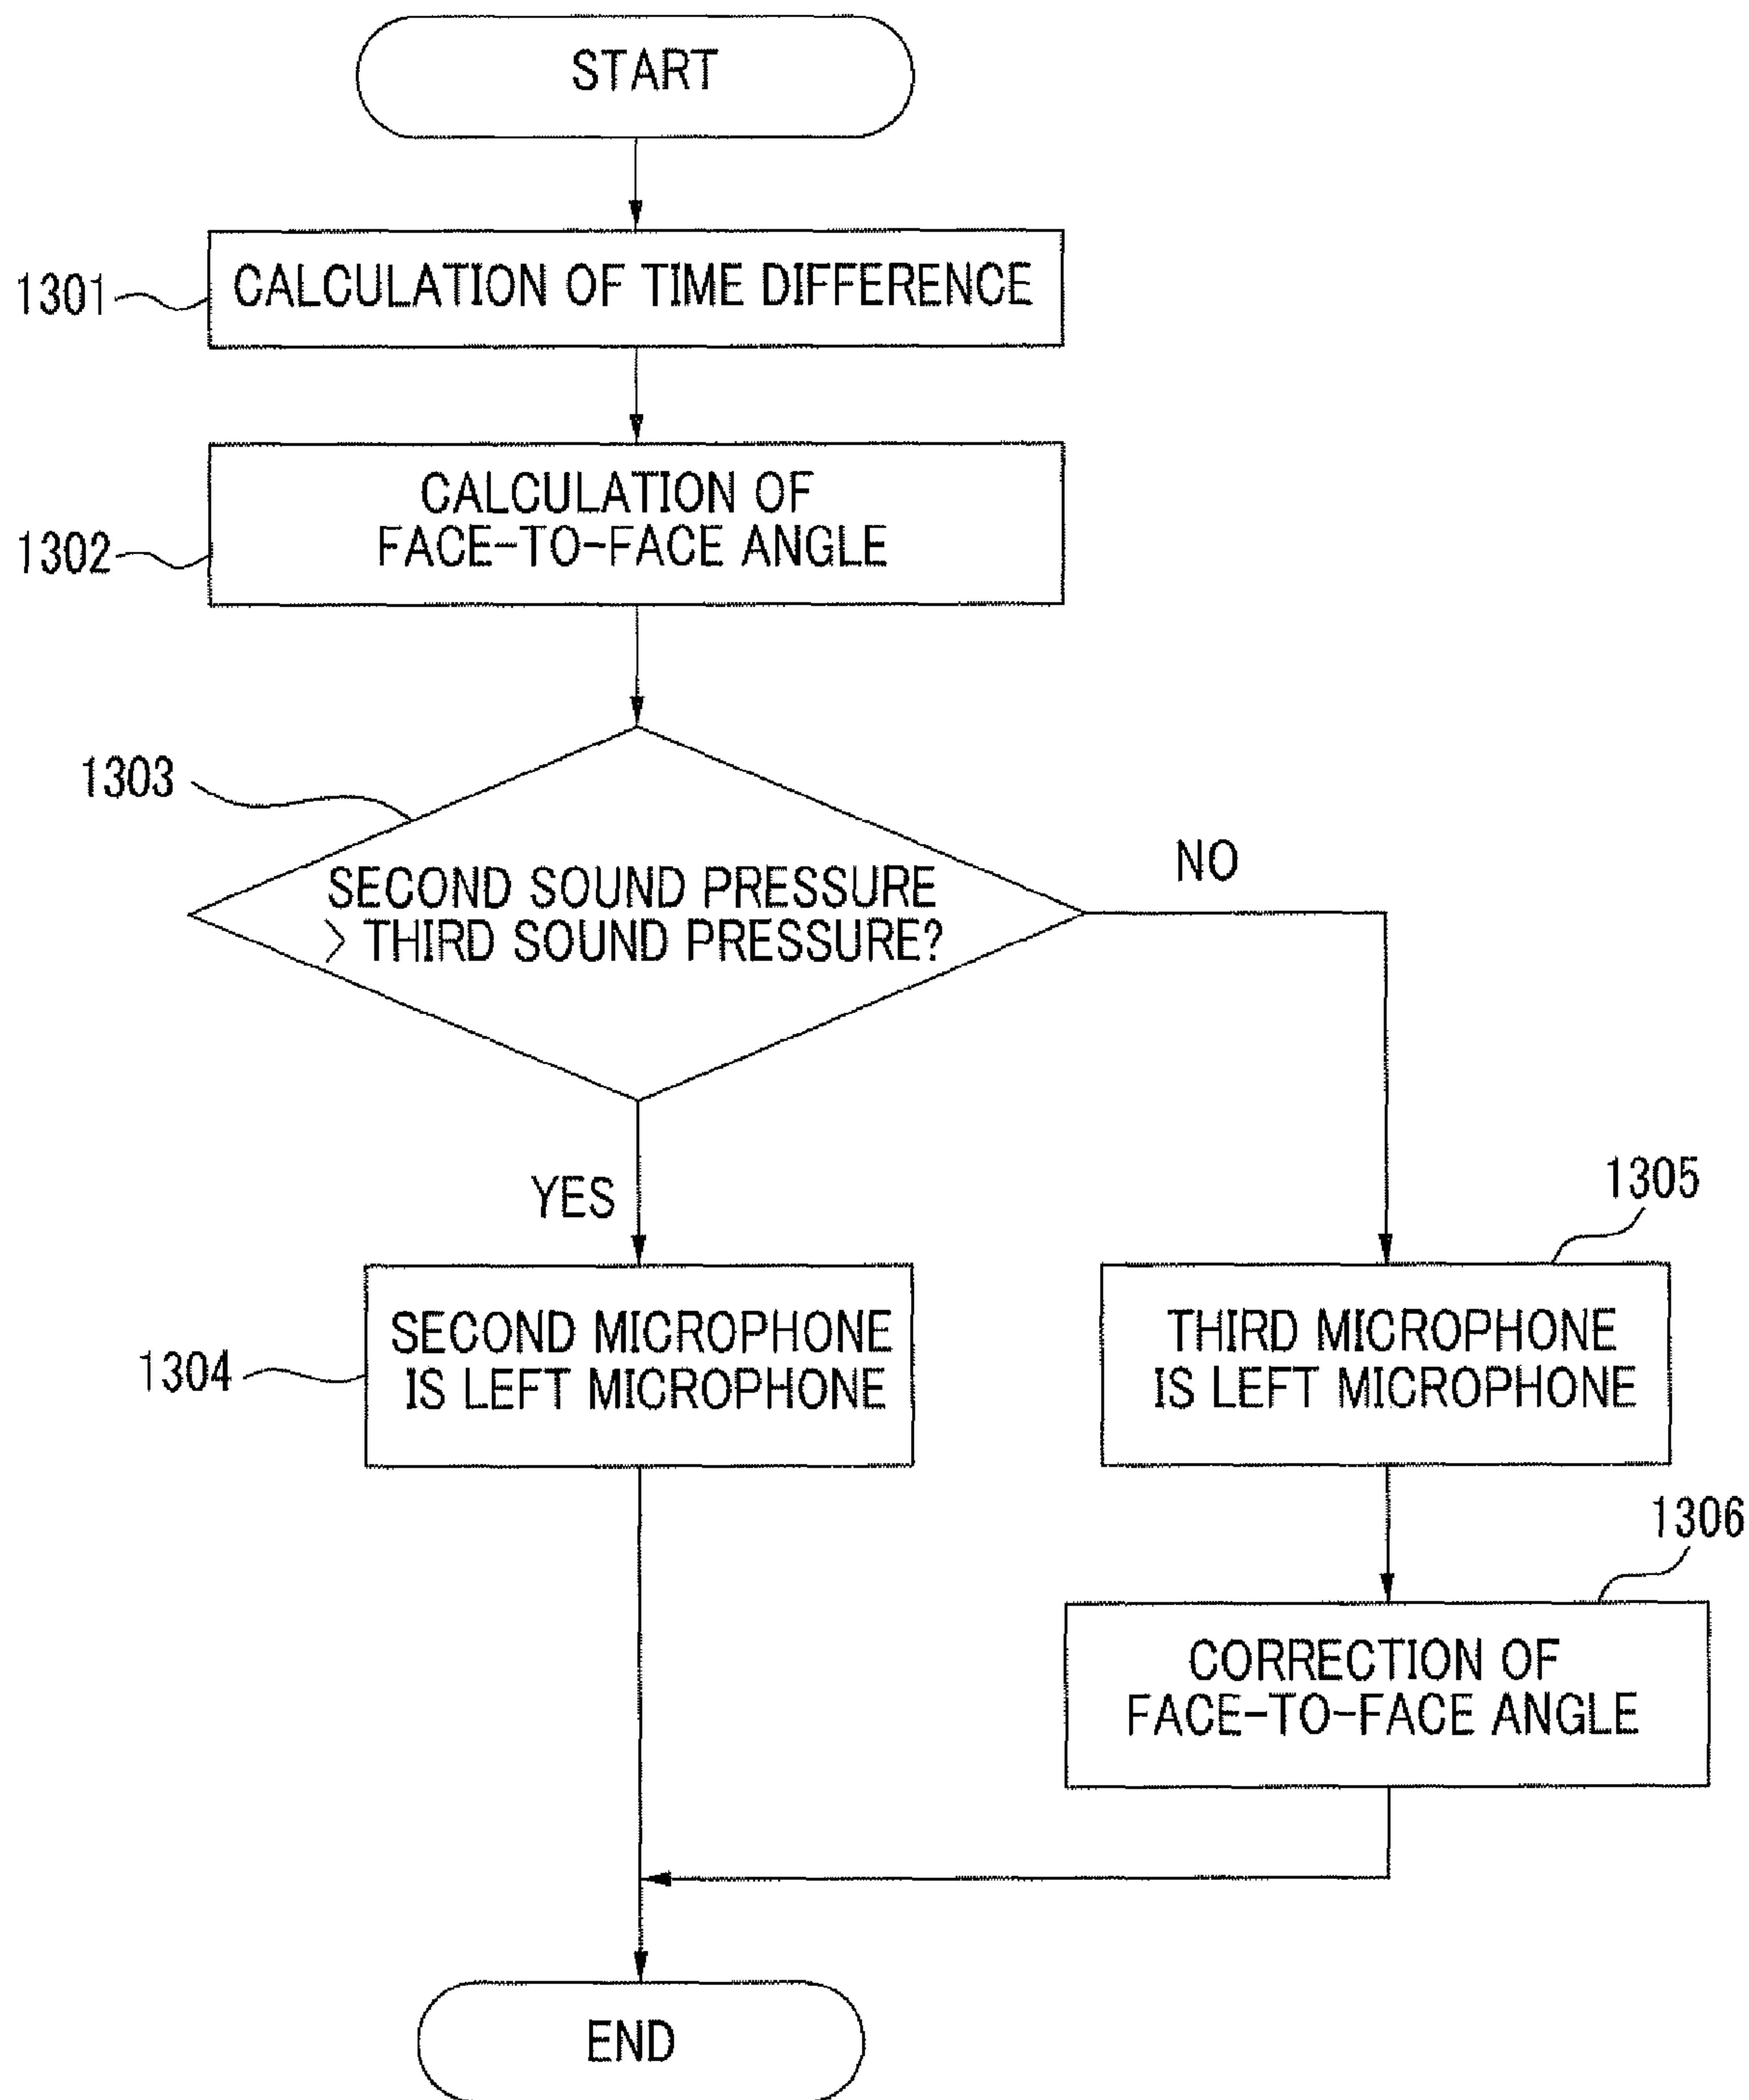 START
1301
CALCULATION OF TIME DIFFERENCE
1302
CALCULATION OF
FACE-TO-FACE ANGLE
1303
SECOND SOUND PRESSURE
> THIRD SOUND PRESSURE?
NO
YES
1304
SECOND MICROPHONE
IS LEFT MICROPHONE
1305
THIRD MICROPHONE
IS LEFT MICROPHONE
1306
CORRECTION OF
FACE-TO-FACE ANGLE
END